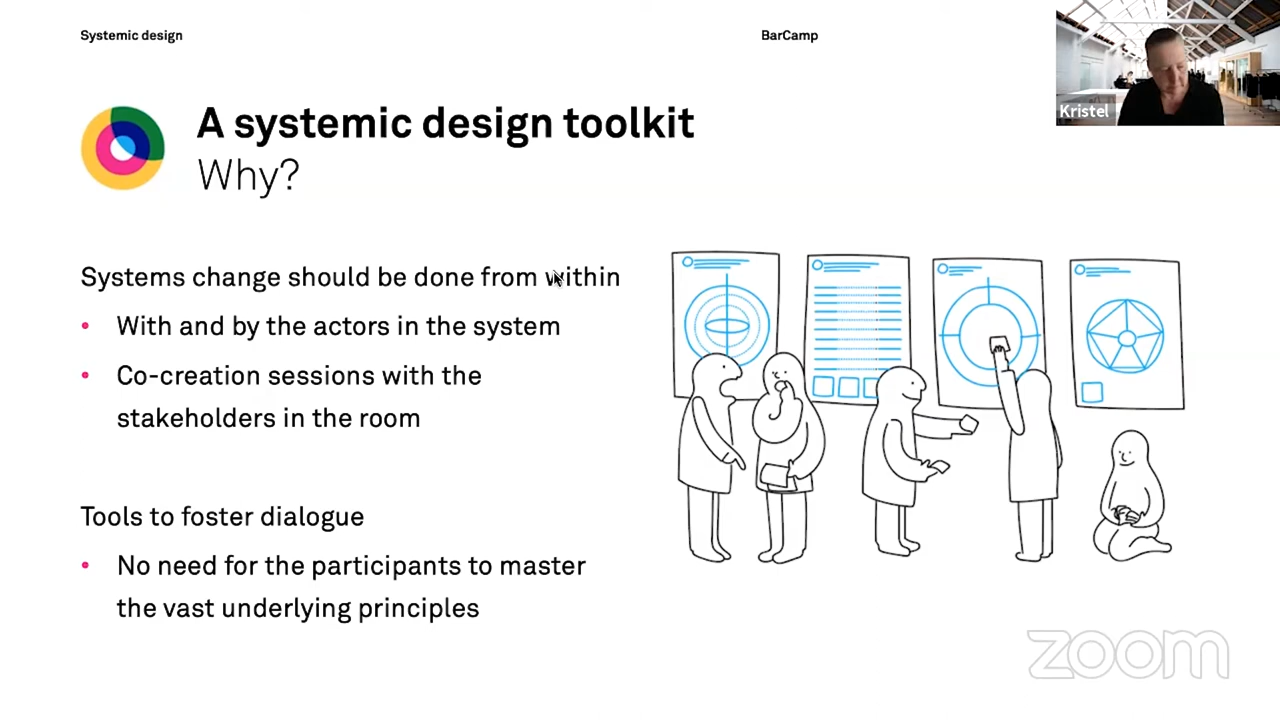 Systemic design
BarCamp
Kristel
A systemic design toolkit
Why?
Systems change should be done from within
• With and by the actors in the system
• Co-creation sessions with the
stakeholders in the room
Tools to foster dialogue
• No need for the participants to master
the vast underlying principles
zoom